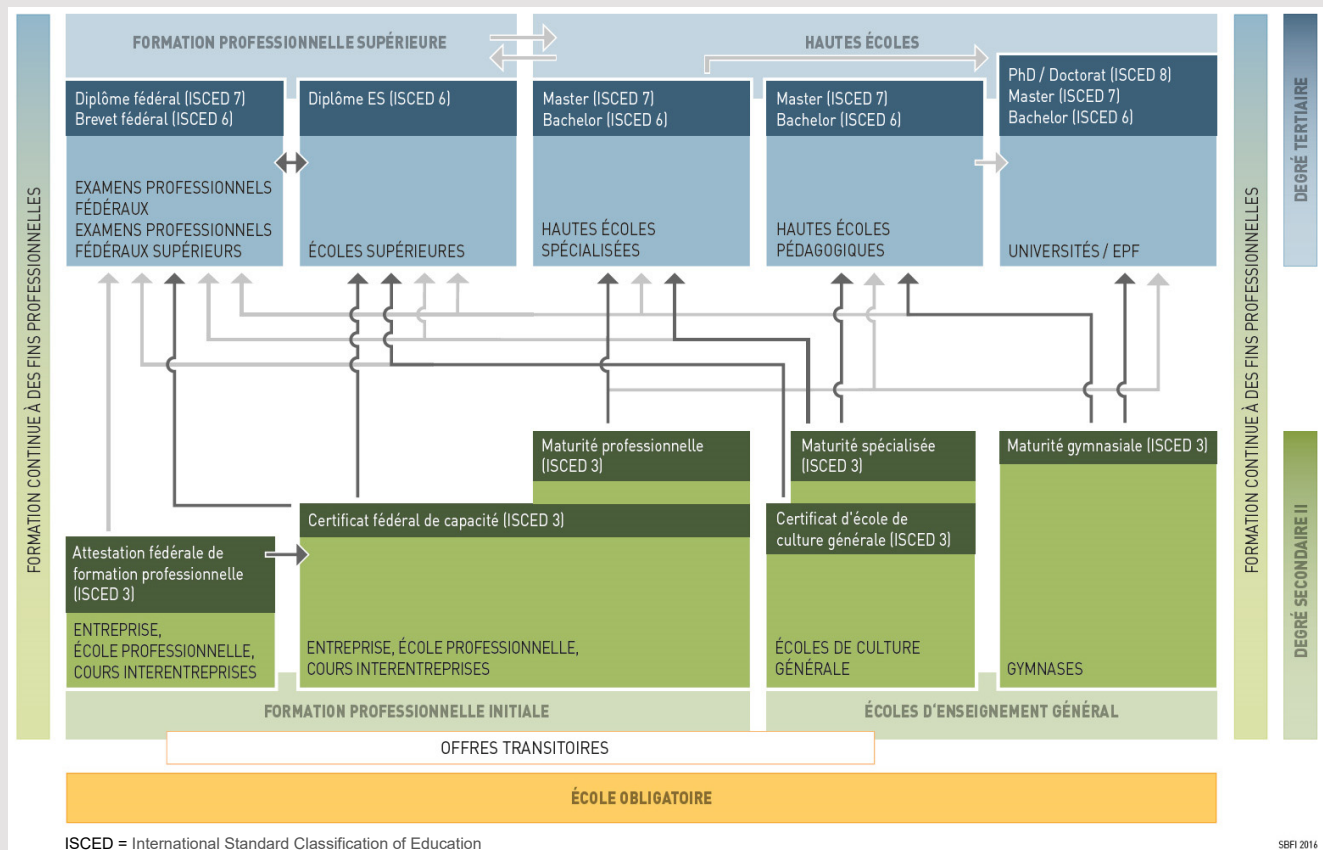 FORMATION PROFESSIONNELLE SUPÉRIEURE
HAUTES ÉCOLES
Diplôme fédéral (ISCED 7)
Brevet fédéral (ISCED 6)
EXAMENS PROFESSIONNELS
FÉDÉRAUX
EXAMENS PROFESSIONNELS
FÉDÉRAUX SUPÉRIEURS
Diplôme ES (ISCED 6)
ÉCOLES SUPÉRIEURES
Master (ISCED 7)
Bachelor (ISCED 6)
HAUTES ÉCOLES
SPÉCIALISÉES
Master (ISCED 7)
Bachelor (ISCED 6)
HAUTES ÉCOLES
PÉDAGOGIQUES
PhD / Doctorat (ISCED 8)
Master (ISCED 7)
Bachelor (ISCED 6)
UNIVERSITÉS / EPF
FORMATION CONTINUE À DES FINS PROFESSIONNELLES
FORMATION CONTINUE À DES FINS PROFESSIONNELLES
DEGRÉ TERTIAIRE
DEGRÉ SECONDAIRE II
Maturité professionnelle
(ISCED 3)
Maturité spécialisée
(ISCED 3)
Maturité gymnasiale (ISCED 3)
Certificat fédéral de capacité (ISCED 3)
Certificat d'école de
culture générale (ISCED 3)
Attestation fédérale de
formation professionnelle
(ISCED 3)
ENTREPRISE,
ÉCOLE PROFESSIONNELLE,
COURS INTERENTREPRISES
ENTREPRISE, ÉCOLE PROFESSIONNELLE,
COURS INTERENTREPRISES
ÉCOLES DE CULTURE
GÉNÉRALE
GYMNASES
FORMATION PROFESSIONNELLE INITIALE
ÉCOLES D'ENSEIGNEMENT GÉNÉRAL
OFFRES TRANSITOIRES
ÉCOLE OBLIGATOIRE
ISCED = International Standard Classification of Education
SBFI 2016